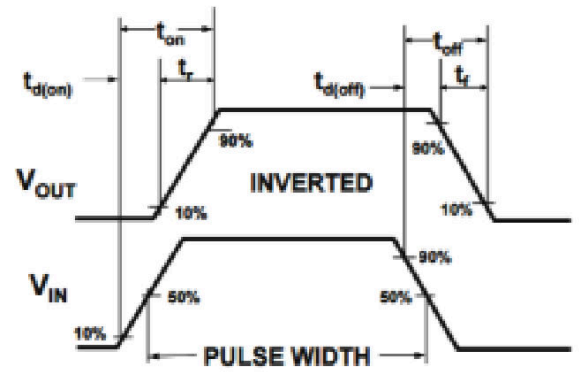 ton
toff
td(on)
tr
td(off)
tf
90%
90%
VOUT
INVERTED
10%
10%
VIN
90%
50%
50%
10%
PULSE WIDTH